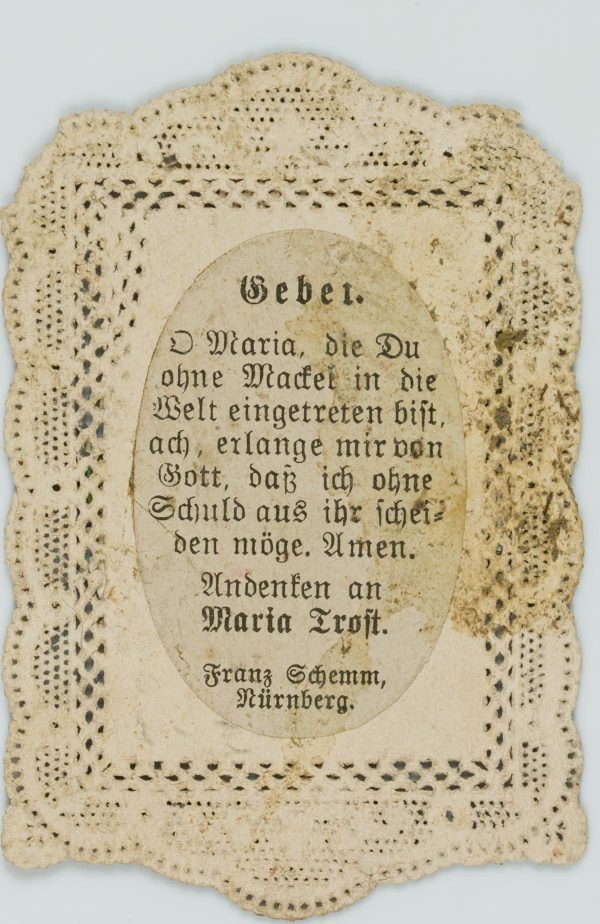 Gebet.
O Maria, die Du
ohne Mackel in die
Welt eingetreten bist,
ach, erlange mir von
Gott, daß ich ohne
Schuld aus ihr schei-
den möge. Amen.
Andenken an
Maria Trost.
Franz Schemm,
Nürnberg.